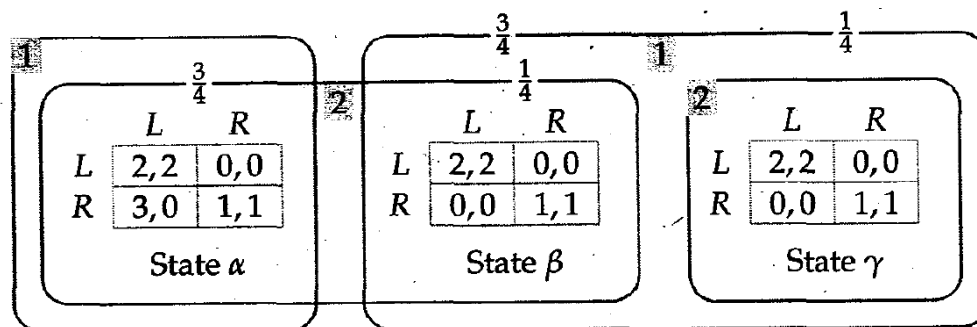 3/4 1/4
1 1
3/4 1/4
2 2
L R L R L R
L 2,2 0,0 L 2,2 0,0 L 2,2 0,0
R 3,0 1,1 R 0,0 1,1 R 0,0 1,1
State α State β State γ